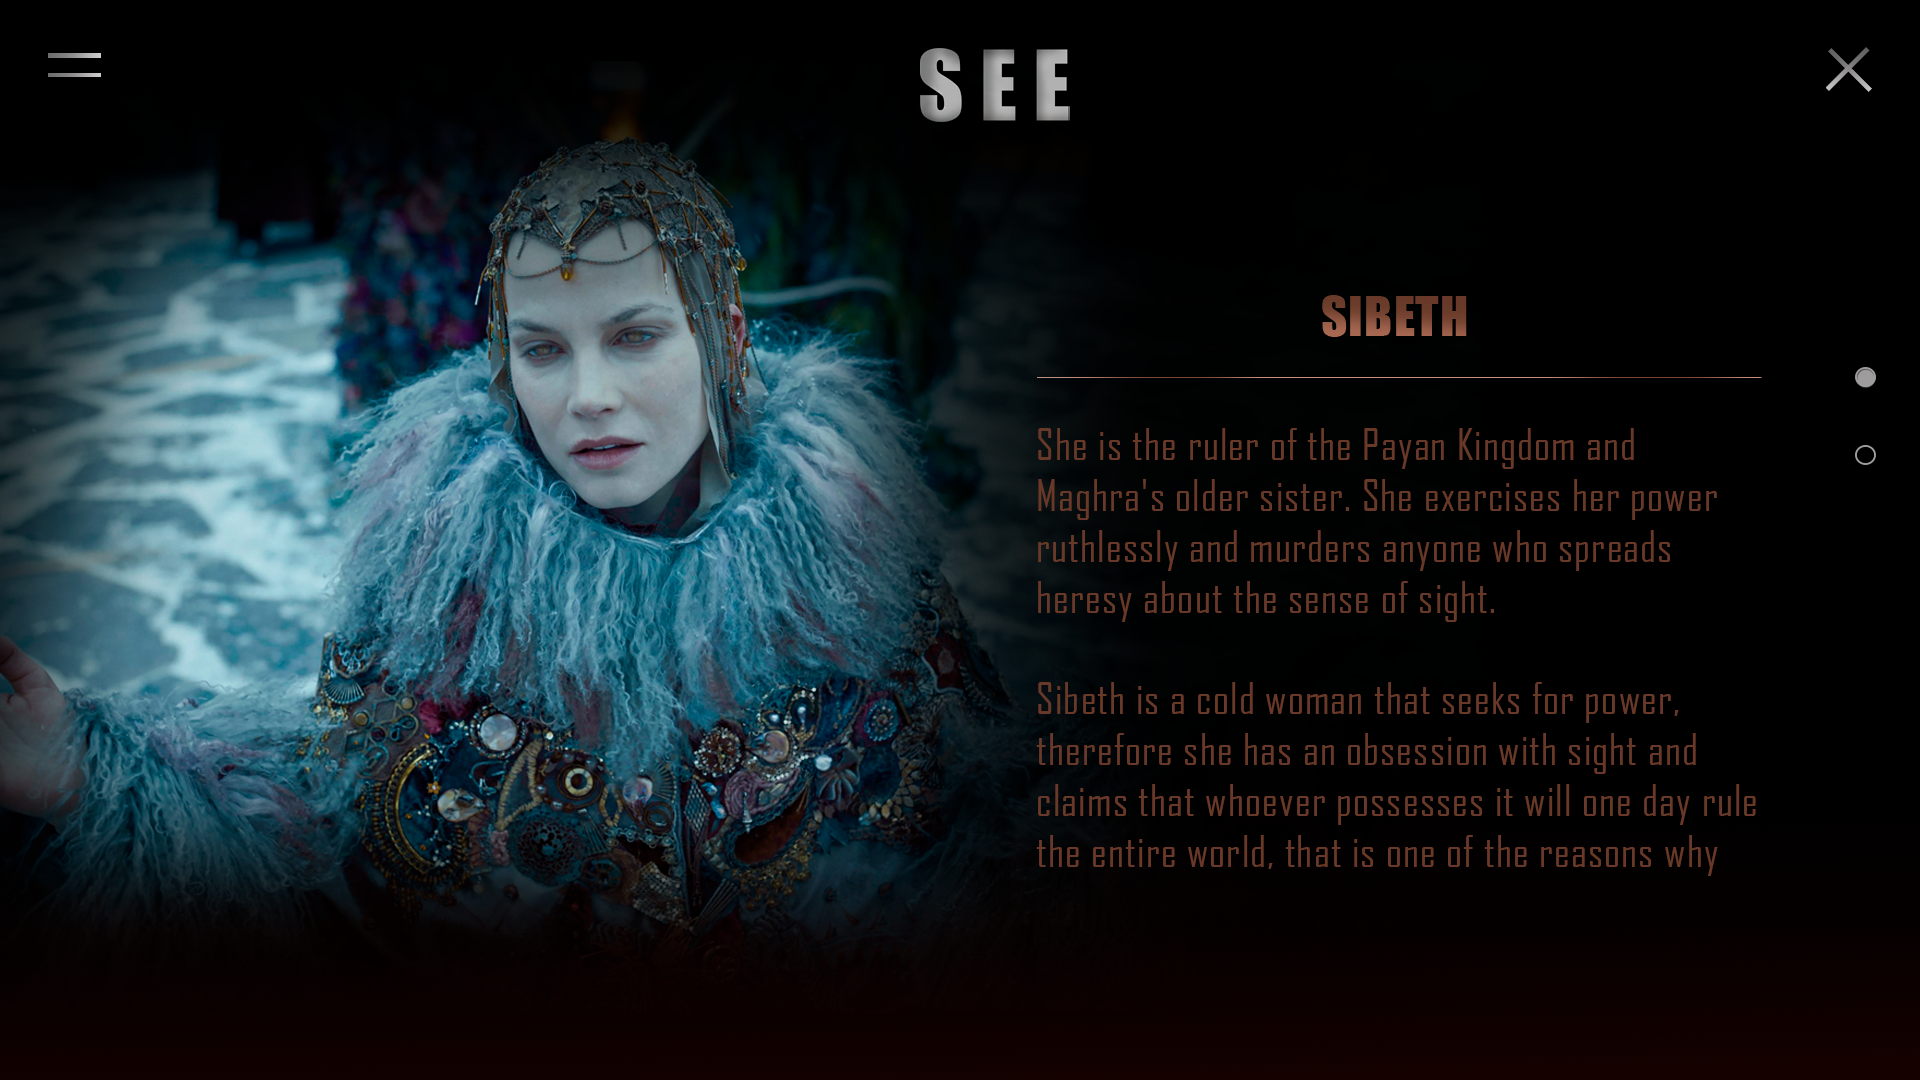 SEE
SIBETH
She is the ruler of the Payan Kingdom and
Maghra's older sister. She exercises her power
ruthlessly and murders anyone who spreads
heresy about the sense of sight.
Sibeth is a cold woman that seeks for power,
therefore she has an obsession with sight and
claims that whoever possesses it will one day rule
the entire world, that is one of the reasons why